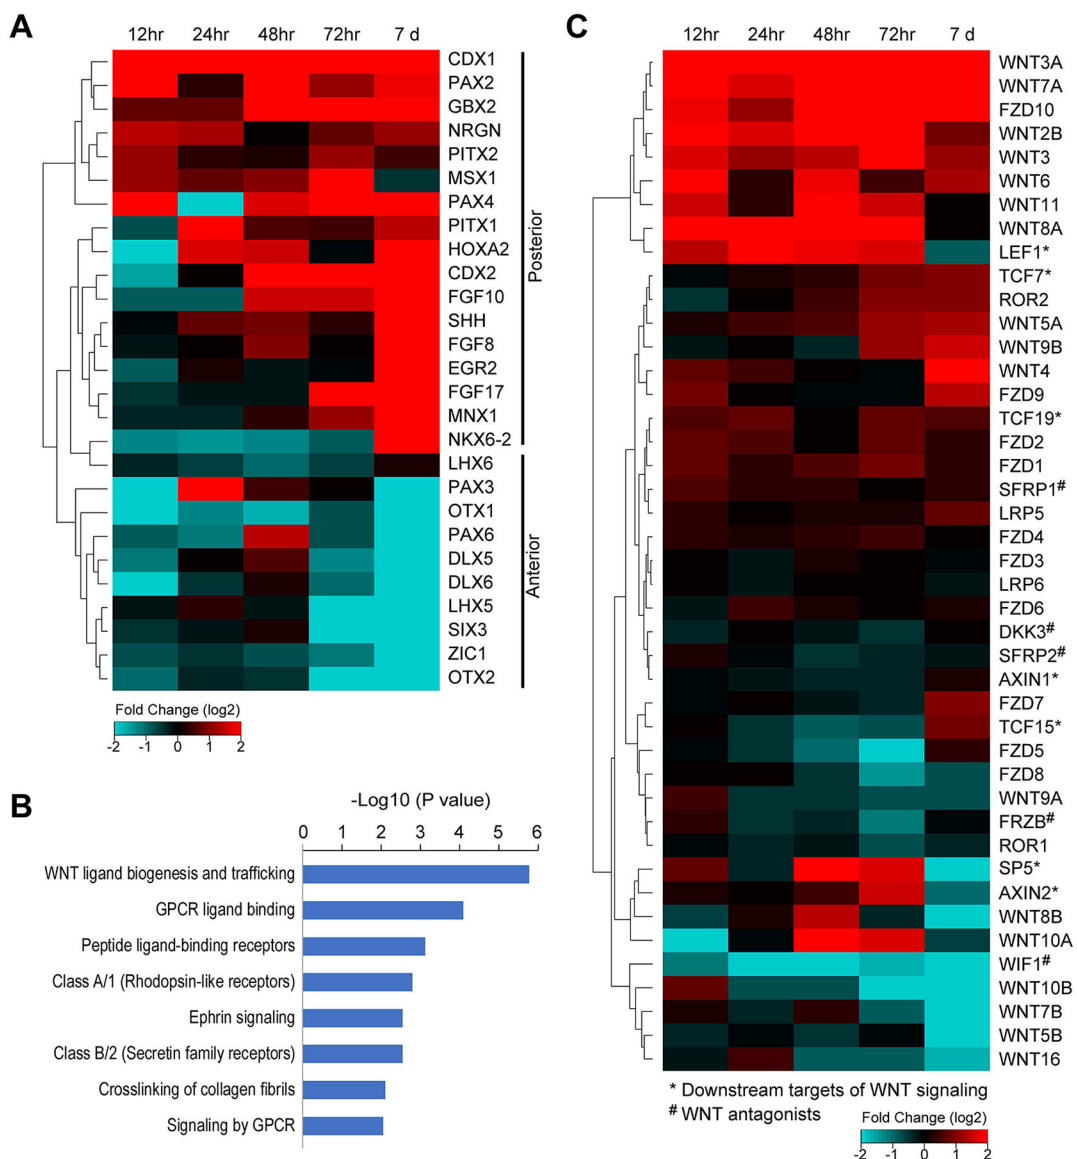 A
12hr 24hr 48hr 72hr 7 d
CDX1
PAX2
GBX2
NRGN
PITX2
MSX1
PAX4
PITX1
HOXA2
CDX2
FGF10
SHH
FGF8
EGR2
FGF17
MNX1
NKX6-2
LHX6
PAX3
OTX1
PAX6
DLX5
DLX6
LHX5
SIX3
ZIC1
OTX2
Posterior
Anterior
Fold Change (log2)
-2 -1 0 1 2
B
-Log10 (P value)
0 1 2 3 4 5 6
WNT ligand biogenesis and trafficking
GPCR ligand binding
Peptide ligand-binding receptors
Class A/1 (Rhodopsin-like receptors)
Ephrin signaling
Class B/2 (Secretin family receptors)
Crosslinking of collagen fibrils
Signaling by GPCR
C
12hr 24hr 48hr 72hr 7 d
WNT3A
WNT7A
FZD10
WNT2B
WNT3
WNT6
WNT11
WNT8A
LEF1*
TCF7*
ROR2
WNT5A
WNT9B
WNT4
FZD9
TCF19*
FZD2
FZD1
SFRP1#
LRP5
FZD4
FZD3
LRP6
FZD6
DKK3#
SFRP2#
AXIN1*
FZD7
TCF15*
FZD5
FZD8
WNT9A
FRZB#
ROR1
SP5*
AXIN2*
WNT8B
WNT10A
WIF1#
WNT10B
WNT7B
WNT5B
WNT16
* Downstream targets of WNT signaling
# WNT antagonists
Fold Change (log2)
-2 -1 0 1 2